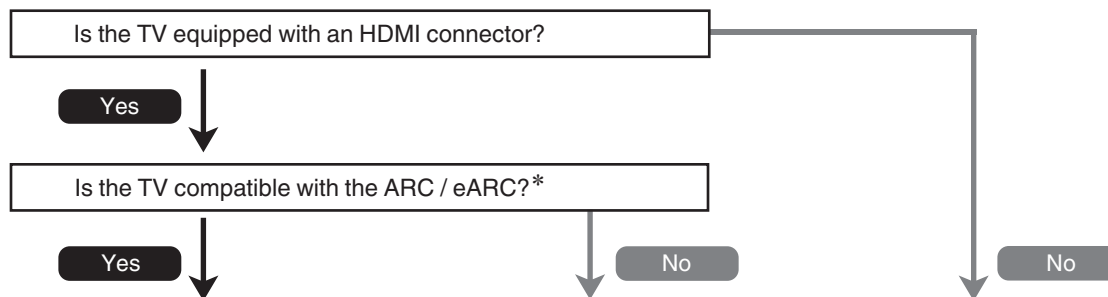 Is the TV equipped with an HDMI connector?
Yes
Is the TV compatible with the ARC / eARC?*
Yes
No
No